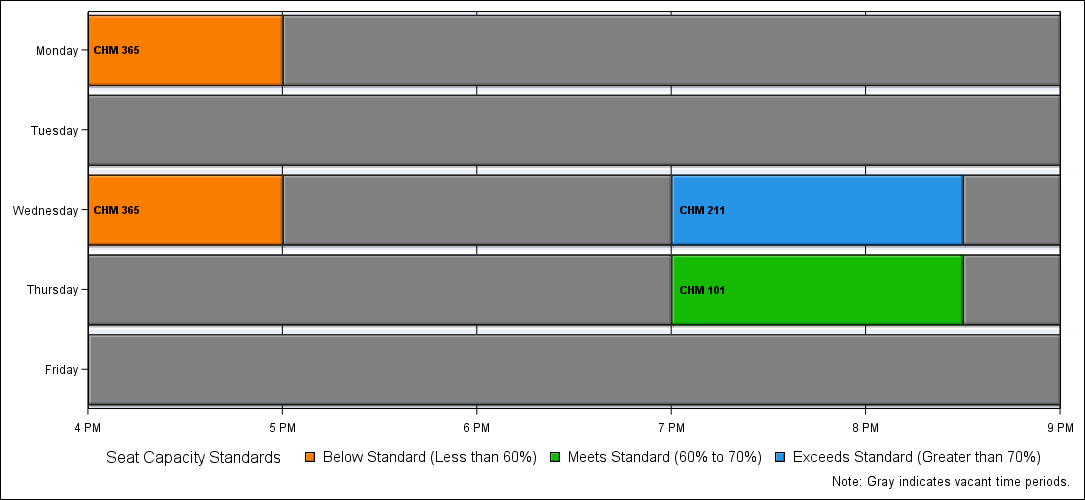 Monday
CHM 365
Tuesday
Wednesday
CHM 365
CHM 211
Thursday
CHM 101
Friday
4 PM 5 PM 6 PM 7 PM 8 PM 9 PM
Seat Capacity Standards Below Standard (Less than 60%) Meets Standard (60% to 70%) Exceeds Standard (Greater than 70%)
Note: Gray indicates vacant time periods.